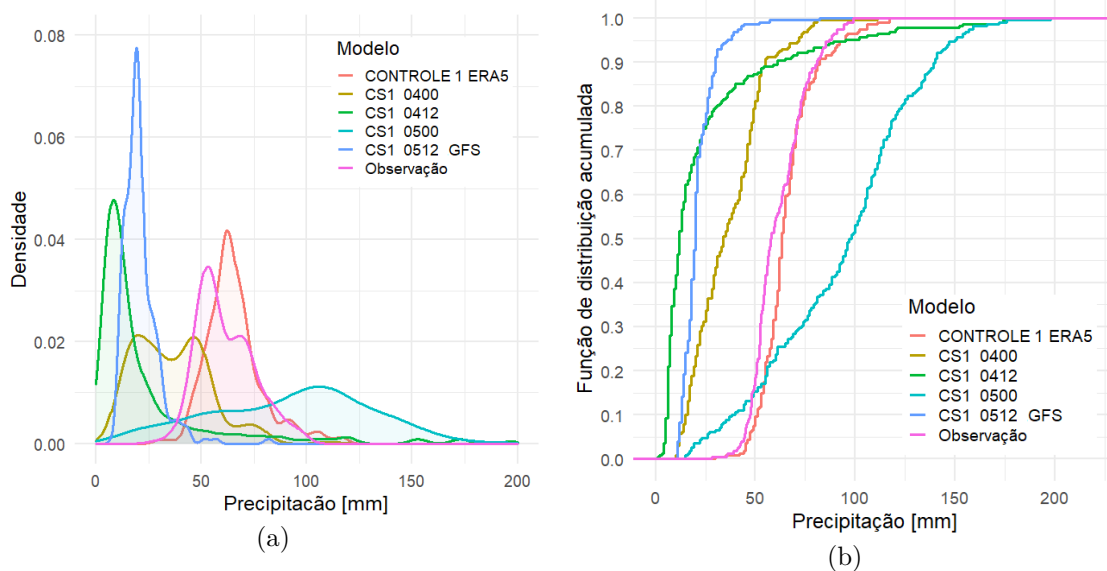 0.08
0.06
0.04
0.02
0.00
Densidade
Modelo
CONTROLE 1 ERA5
CS1 0400
CS1 0412
CS1 0500
CS1 0512 GFS
Observação
0
50
100
150
200
Precipitacão [mm]
(a)
1.0
0.9
0.8
0.7
0.6
0.5
0.4
0.3
0.2
0.1
0.0
Função de distribuição acumulada
Modelo
CONTROLE 1 ERA5
CS1 0400
CS1 0412
CS1 0500
CS1 0512 GFS
Observação
0
50
100
150
200
Precipitação [mm]
(b)